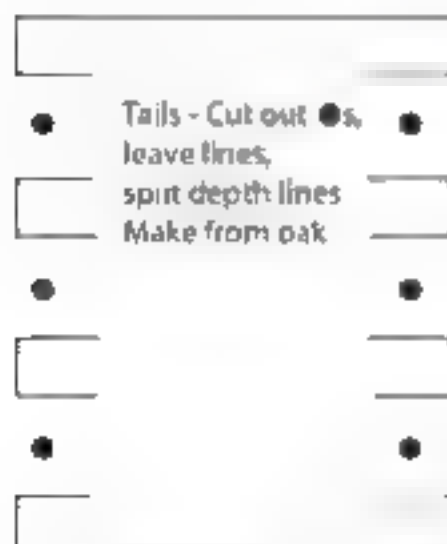 Tails - Cut out ●s,
leave lines,
split depth lines
Make from oak